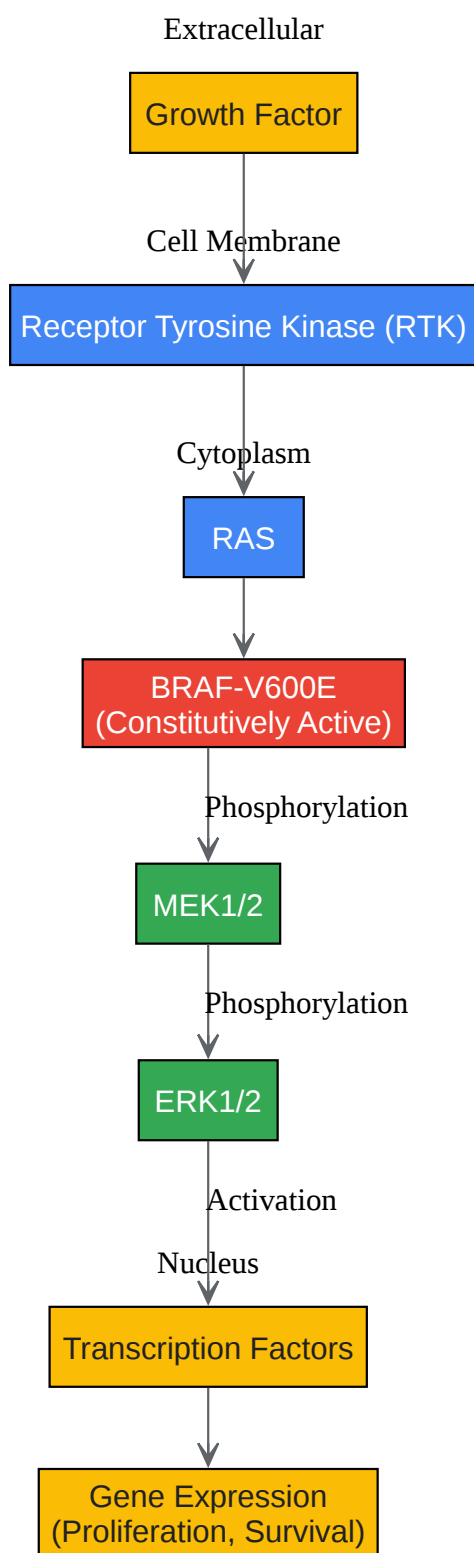 Extracellular
Growth Factor
Cell Membrane
Receptor Tyrosine Kinase (RTK)
Cytoplasm
RAS
BRAF-V600E
(Constitutively Active)
Phosphorylation
MEK1/2
Phosphorylation
ERK1/2
Activation
Nucleus
Transcription Factors
Gene Expression
(Proliferation, Survival)